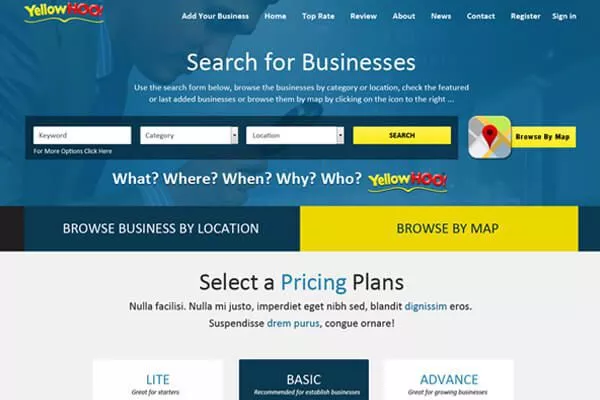 YellowHOO!
Add Your Business Home Top Rate Review About News Contact Register Sign in
Search for Businesses
Use the search form below, browse the businesses by category or location, check the featured
or last added businesses or browse them by map by clicking on the icon to the right ...
Keyword Category Location SEARCH Browse By Map
For More Options Click Here
What? Where? When? Why? Who? YellowHOO!
BROWSE BUSINESS BY LOCATION BROWSE BY MAP
Select a Pricing Plans
Nulla facilisi. Nulla mi justo, imperdiet eget nibh sed, blandit dignissim eros.
Suspendisse drem purus, congue ornare!
LITE BASIC ADVANCE
Great for starters Recommended for establish businesses Great for growing businesses